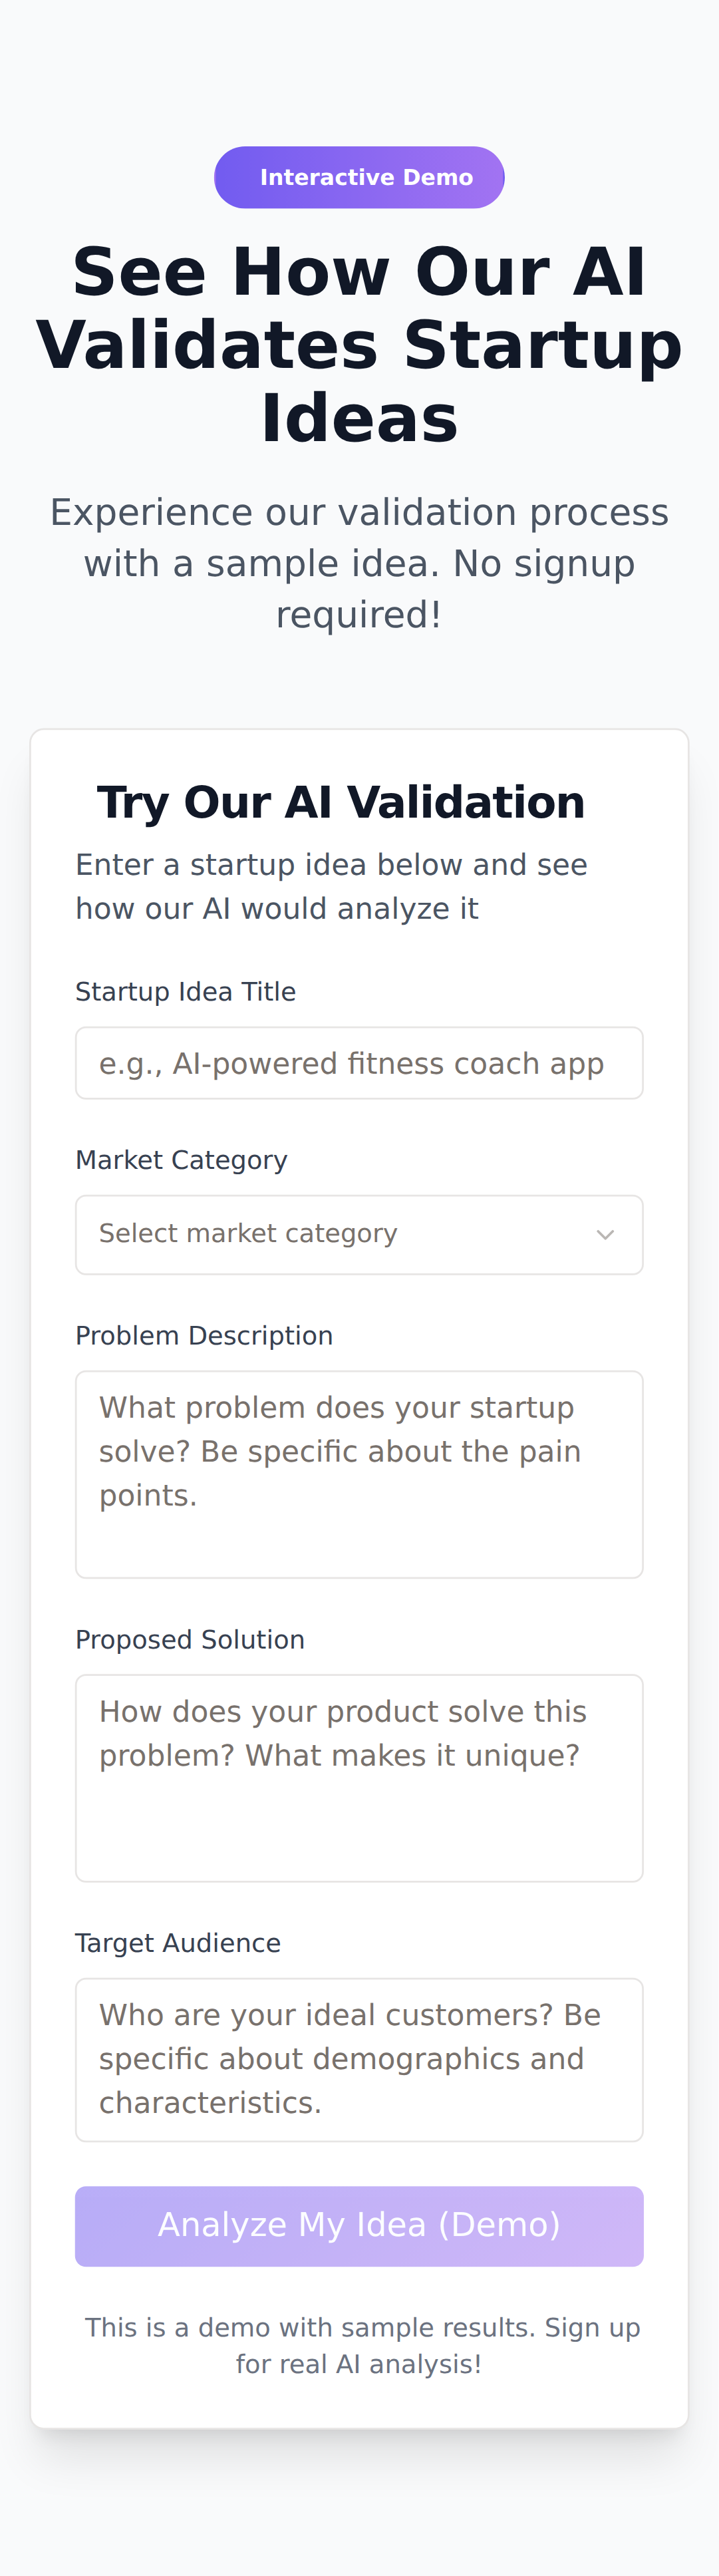 Interactive Demo
See How Our AI
Validates Startup
Ideas
Experience our validation process
with a sample idea. No signup
required!
Try Our AI Validation
Enter a startup idea below and see
how our AI would analyze it
Startup Idea Title
e.g., AI-powered fitness coach app
Market Category
Select market category
Problem Description
What problem does your startup
solve? Be specific about the pain
points.
Proposed Solution
How does your product solve this
problem? What makes it unique?
Target Audience
Who are your ideal customers? Be
specific about demographics and
characteristics.
Analyze My Idea (Demo)
This is a demo with sample results. Sign up
for real AI analysis!